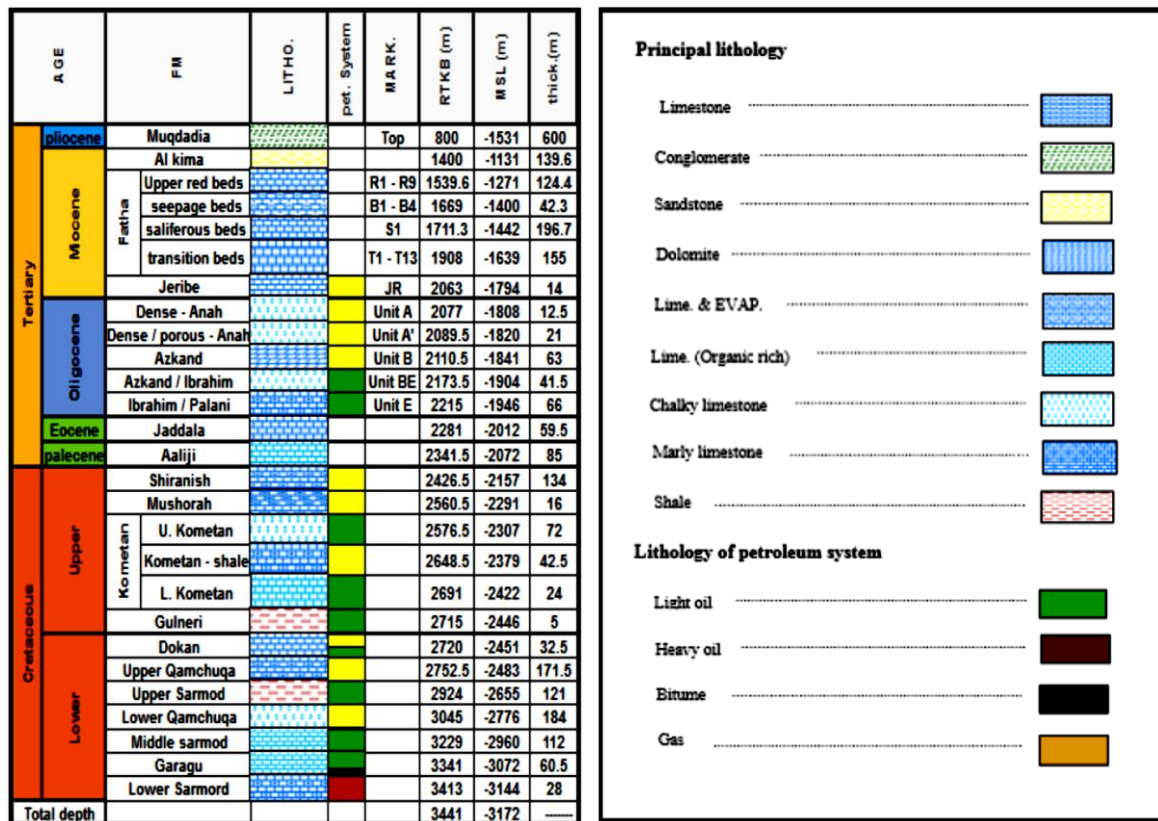 AGE FM LITHO. pet. System MARK. RTKB (m) MSL (m) thick.(m)
Tertiary
pliocene Muqdadia Top 800 -1531 600
Miocene
Al kima 1400 -1131 139.6
Fatha
Upper red beds R1 - R9 1539.6 -1271 124.4
seepage beds B1 - B4 1669 -1400 42.3
saliferous beds S1 1711.3 -1442 196.7
transition beds T1 - T13 1908 -1639 155
Jeribe JR 2063 -1794 14
Oligocene
Dense - Anah Unit A 2077 -1808 12.5
Dense / porous - Anah Unit A' 2089.5 -1820 21
Azkand Unit B 2110.5 -1841 63
Azkand / Ibrahim Unit BE 2173.5 -1904 41.5
Ibrahim / Palani Unit E 2215 -1946 66
Eocene Jaddala 2281 -2012 59.5
palecene Aaliji 2341.5 -2072 85
Cretaceous
Upper
Shiranish 2426.5 -2157 134
Mushorah 2560.5 -2291 16
Kometan
U. Kometan 2576.5 -2307 72
Kometan - shale 2648.5 -2379 42.5
L. Kometan 2691 -2422 24
Gulneri 2715 -2446 5
Lower
Dokan 2720 -2451 32.5
Upper Qamchuqa 2752.5 -2483 171.5
Upper Sarmod 2924 -2655 121
Lower Qamchuqa 3045 -2776 184
Middle sarmod 3229 -2960 112
Garagu 3341 -3072 60.5
Lower Sarmord 3413 -3144 28
Total depth 3441 -3172 -------
Principal lithology
Limestone
Conglomerate
Sandstone
Dolomite
Lime. & EVAP.
Lime. (Organic rich)
Chalky limestone
Marly limestone
Shale
Lithology of petroleum system
Light oil
Heavy oil
Bitume
Gas